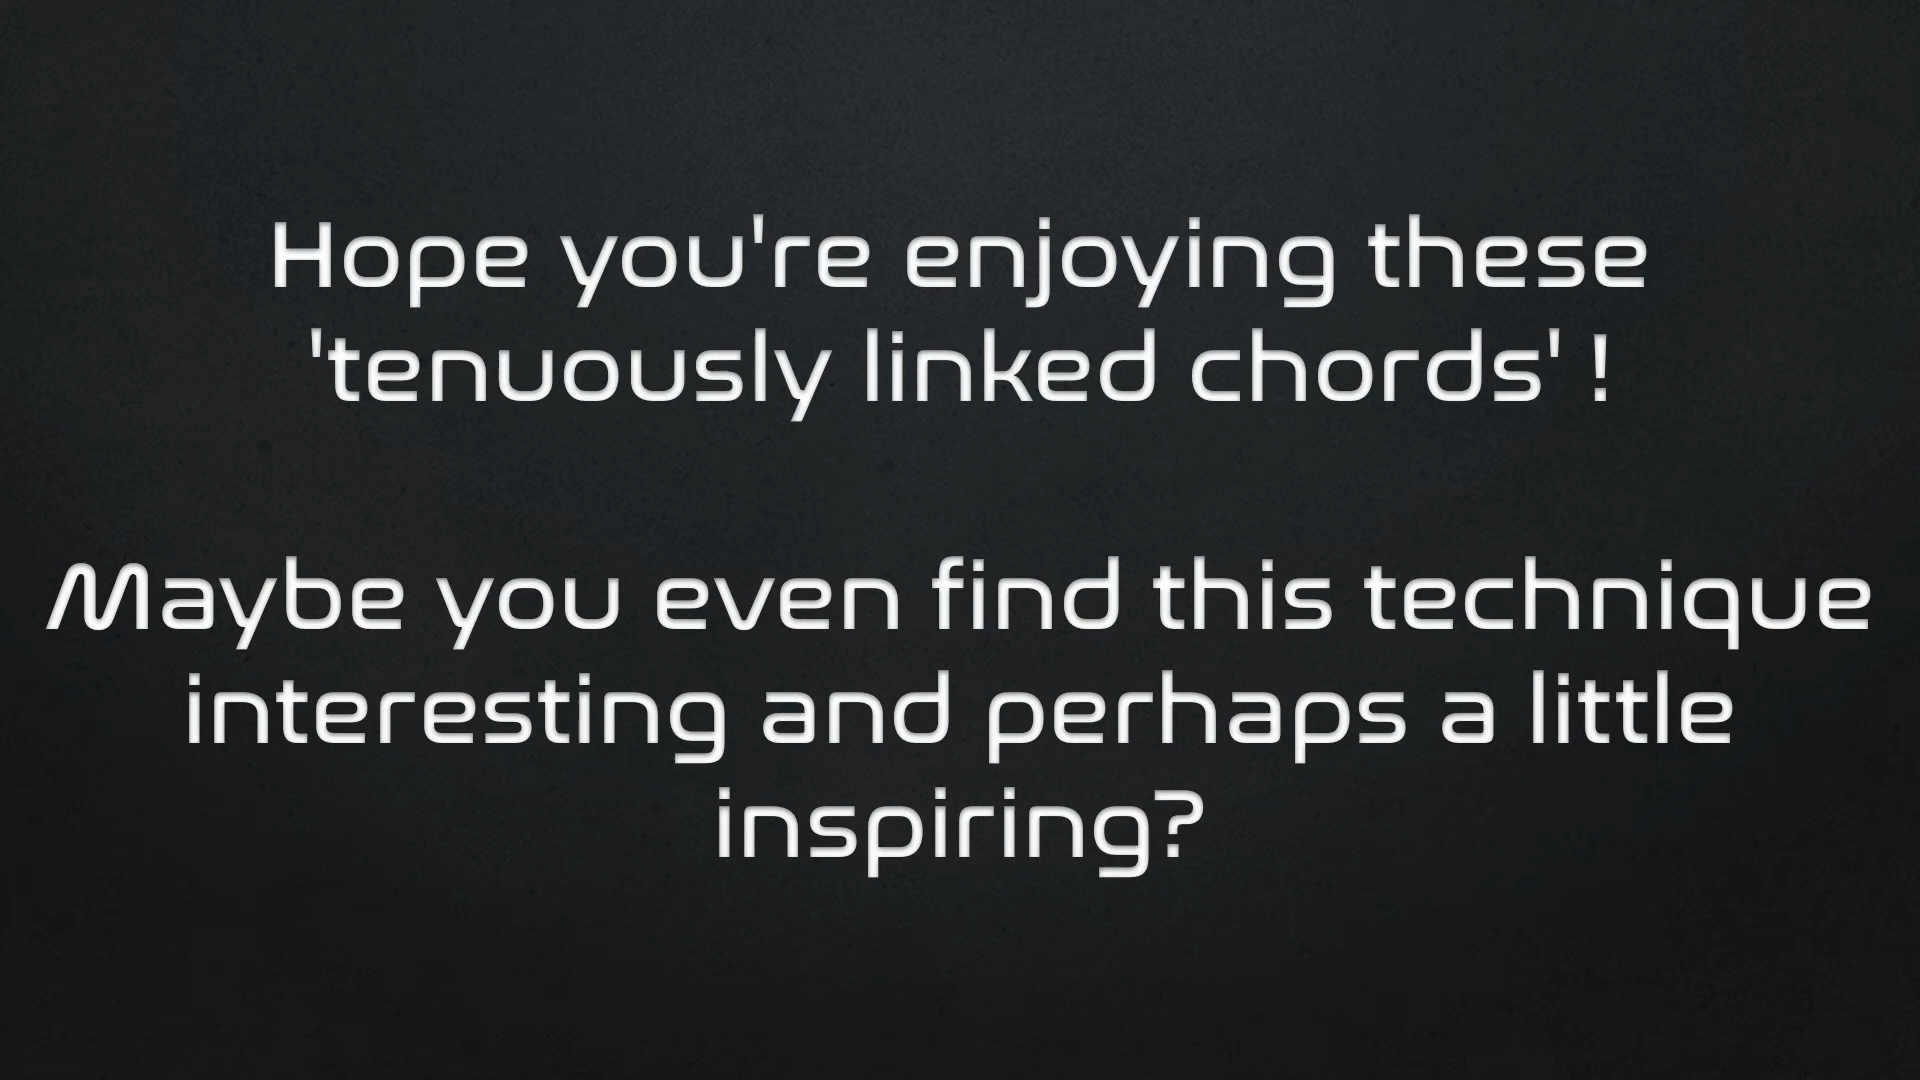 Hope you're enjoying these
'tenuously linked chords' !
Maybe you even find this technique
interesting and perhaps a little
inspiring?